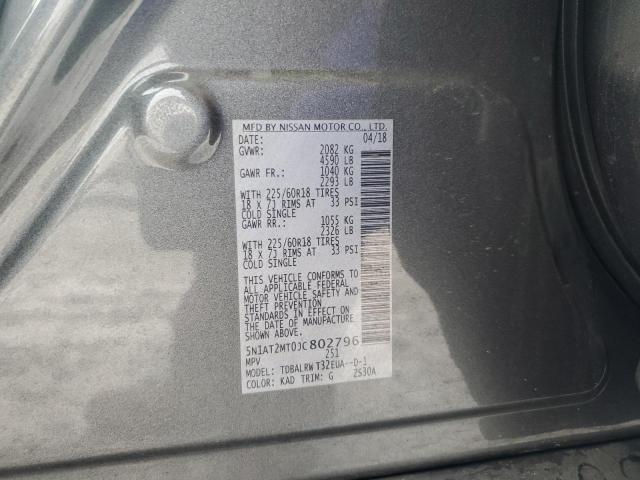 MFD BY NISSAN MOTOR CO., LTD.
DATE: 04/18
GVWR: 2082 KG
4590 LB
GAWR FR.: 1040 KG
2293 LB
WITH 225/60R18 TIRES
18 X 7J RIMS AT 33 PSI
COLD SINGLE
GAWR RR.: 1055 KG
2326 LB
WITH 225/60R18 TIRES
18 X 7J RIMS AT 33 PSI
COLD SINGLE
THIS VEHICLE CONFORMS TO
ALL APPLICABLE FEDERAL
MOTOR VEHICLE SAFETY AND
THEFT PREVENTION
STANDARDS IN EFFECT ON
THE DATE OF MANUFACTURE
SHOWN ABOVE.
5N1AT2MT0JC802796
MPV 2S1
MODEL: TDBALRW T32EUA--D-1
COLOR: KAD TRIM: G 2S30A